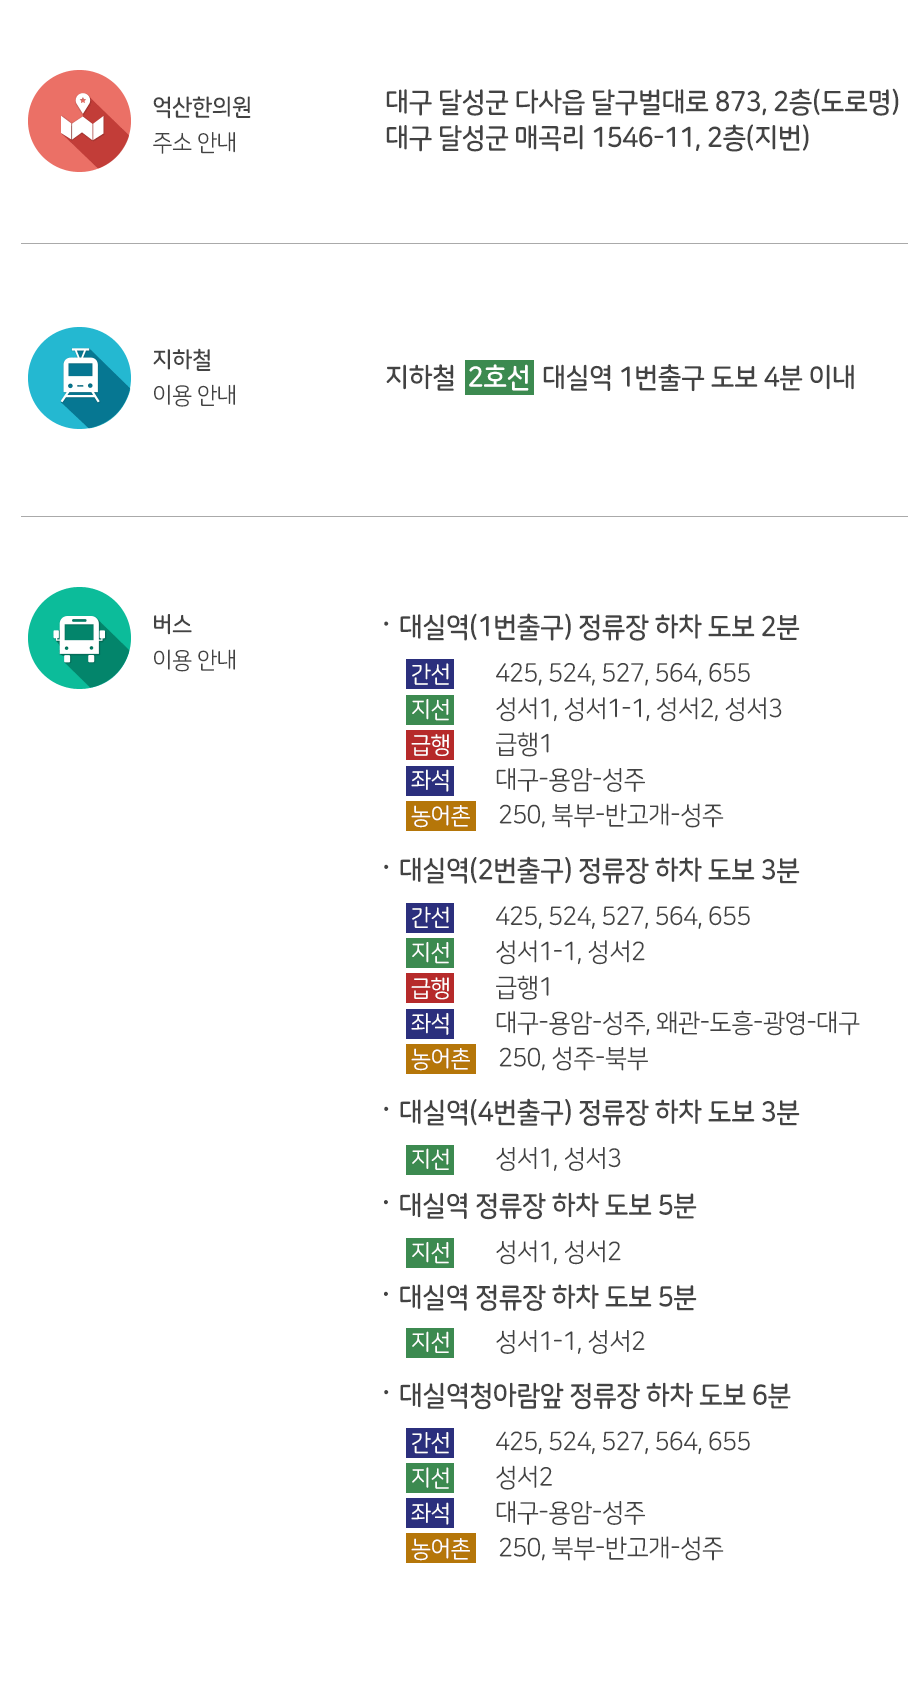 억산한의원
주소 안내
대구 달성군 다사읍 달구벌대로 873, 2층(도로명)
대구 달성군 매곡리 1546-11, 2층(지번)
지하철
이용 안내
지하철 2호선 대실역 1번출구 도보 4분 이내
버스
이용 안내
· 대실역(1번출구) 정류장 하차 도보 2분
간선 425, 524, 527, 564, 655
지선 성서1, 성서1-1, 성서2, 성서3
급행 급행1
좌석 대구-용암-성주
농어촌 250, 북부-반고개-성주
· 대실역(2번출구) 정류장 하차 도보 3분
간선 425, 524, 527, 564, 655
지선 성서1-1, 성서2
급행 급행1
좌석 대구-용암-성주, 왜관-도흥-광영-대구
농어촌 250, 성주-북부
· 대실역(4번출구) 정류장 하차 도보 3분
지선 성서1, 성서3
· 대실역 정류장 하차 도보 5분
지선 성서1, 성서2
· 대실역 정류장 하차 도보 5분
지선 성서1-1, 성서2
· 대실역청아람앞 정류장 하차 도보 6분
간선 425, 524, 527, 564, 655
지선 성서2
좌석 대구-용암-성주
농어촌 250, 북부-반고개-성주